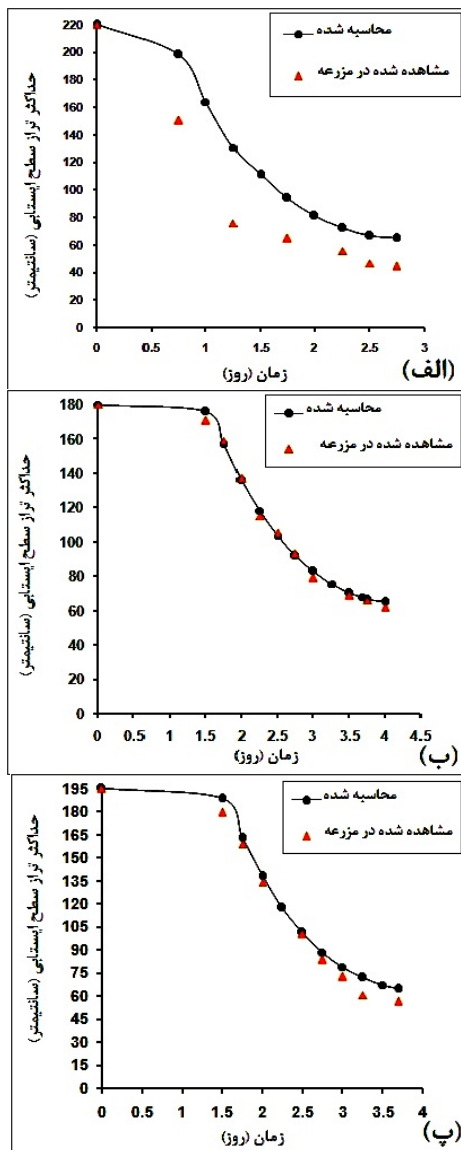 محاسبه شده
مشاهده شده در مزرعه
حداکثر تراز سطح ایستابی (سانتیمتر)
220
200
180
160
140
120
100
80
60
40
20
0
0 0.5 1 1.5 2 2.5 3
زمان (روز)
(الف)
محاسبه شده
مشاهده شده در مزرعه
حداکثر تراز سطح ایستابی (سانتیمتر)
180
160
140
120
100
80
60
40
20
0
0 0.5 1 1.5 2 2.5 3 3.5 4 4.5
زمان (روز)
(ب)
محاسبه شده
مشاهده شده در مزرعه
حداکثر تراز سطح ایستابی (سانتیمتر)
195
180
165
150
135
120
105
90
75
60
45
30
15
0
0 0.5 1 1.5 2 2.5 3 3.5 4
زمان (روز)
(پ)